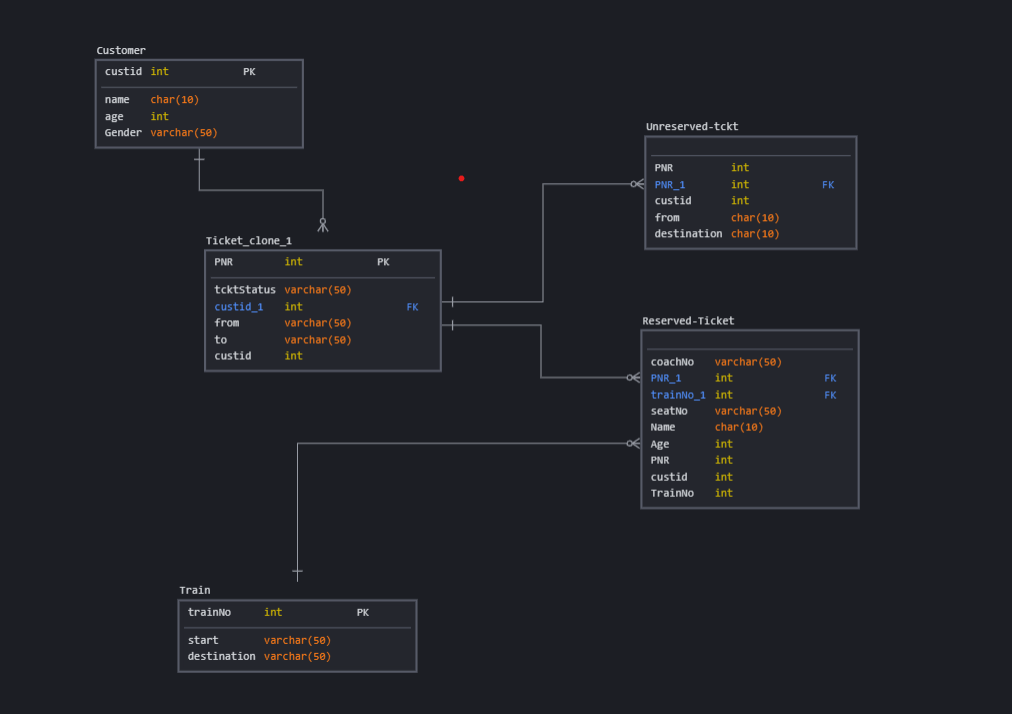 Customer
custid int PK
name char(10)
age int
Gender varchar(50)
Unreserved-tckt
PNR int
PNR_1 int FK
custid int
from char(10)
destination char(10)
Ticket_clone_1
PNR int PK
tcktStatus varchar(50)
custid_1 int FK
from varchar(50)
to varchar(50)
custid int
Reserved-Ticket
coachNo varchar(50)
PNR_1 int FK
trainNo_1 int FK
seatNo varchar(50)
Name char(10)
Age int
PNR int
custid int
TrainNo int
Train
trainNo int PK
start varchar(50)
destination varchar(50)